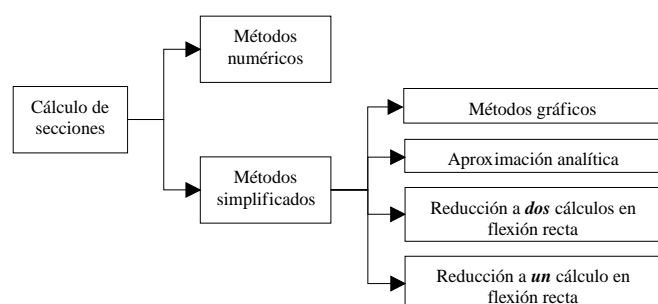 Cálculo de
secciones
Métodos
numéricos
Métodos
simplificados
Métodos gráficos
Aproximación analítica
Reducción a dos cálculos en
flexión recta
Reducción a un cálculo en
flexión recta